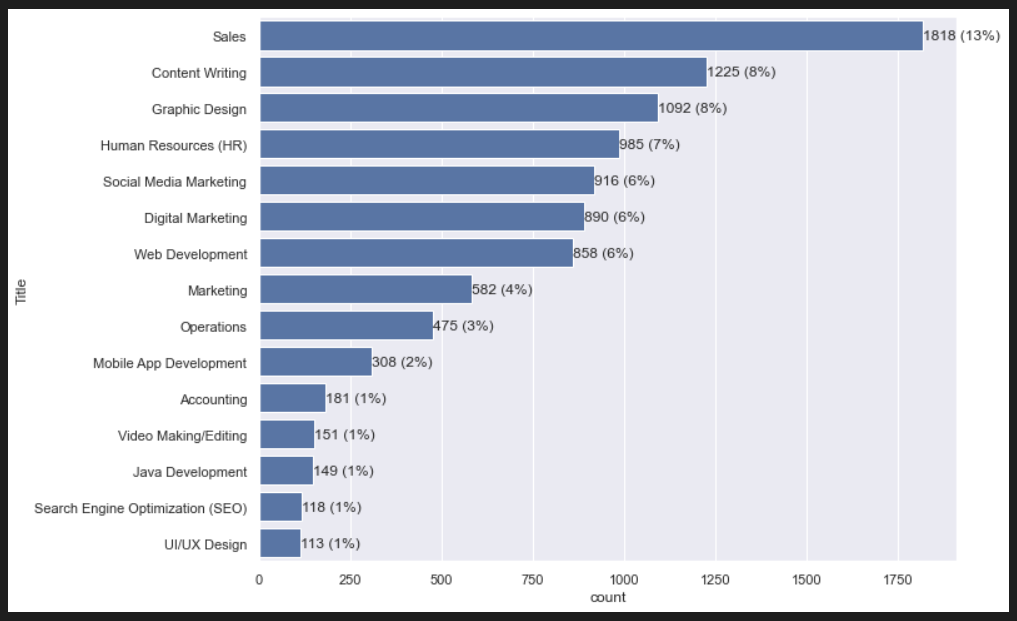 Sales 1818 (13%)
Content Writing 1225 (8%)
Graphic Design 1092 (8%)
Human Resources (HR) 985 (7%)
Social Media Marketing 916 (6%)
Digital Marketing 890 (6%)
Web Development 858 (6%)
Marketing 582 (4%)
Operations 475 (3%)
Mobile App Development 308 (2%)
Accounting 181 (1%)
Video Making/Editing 151 (1%)
Java Development 149 (1%)
Search Engine Optimization (SEO) 118 (1%)
UI/UX Design 113 (1%)
Title
0 250 500 750 1000 1250 1500 1750
count